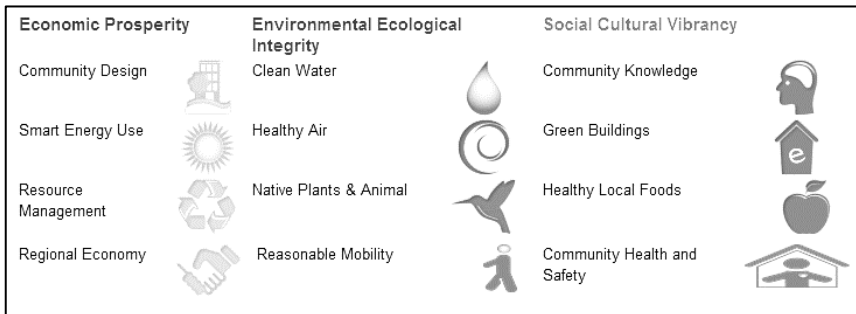 Economic Prosperity
Community Design
Smart Energy Use
Resource
Management
Regional Economy
Environmental Ecological
Integrity
Clean Water
Healthy Air
Native Plants & Animal
Reasonable Mobility
Social Cultural Vibrancy
Community Knowledge
Green Buildings
e
Healthy Local Foods
Community Health and
Safety